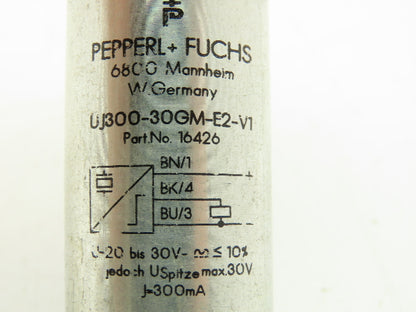 PEPPERL+ FUCHS
6800 Mannheim
W.Germany
UJ300-30GM-E2-V1
Part.No. 16426
BN/1
+
BK/4
BU/3
-
U-20 bis 30V- ≤ 10%
jedoch USpitze max.30V
J=300mA